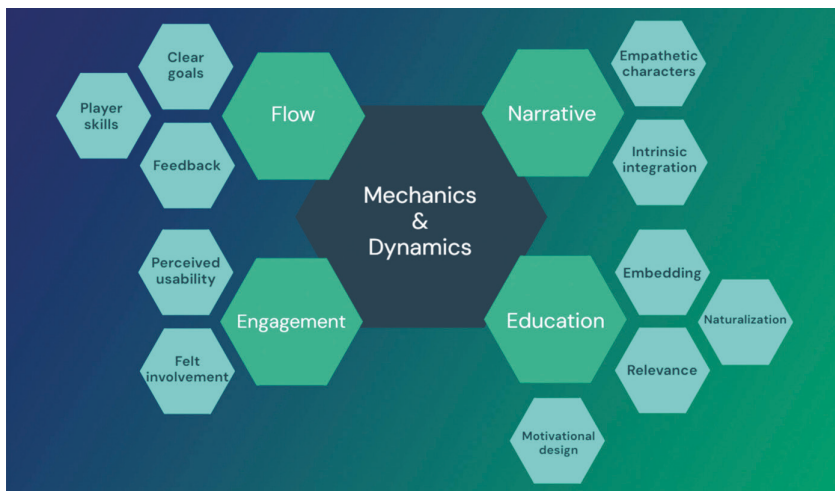 Clear
goals
Player
skills
Feedback
Flow
Perceived
usability
Felt
involvement
Engagement
Mechanics
&
Dynamics
Narrative
Empathetic
characters
Intrinsic
integration
Education
Embedding
Naturalization
Relevance
Motivational
design